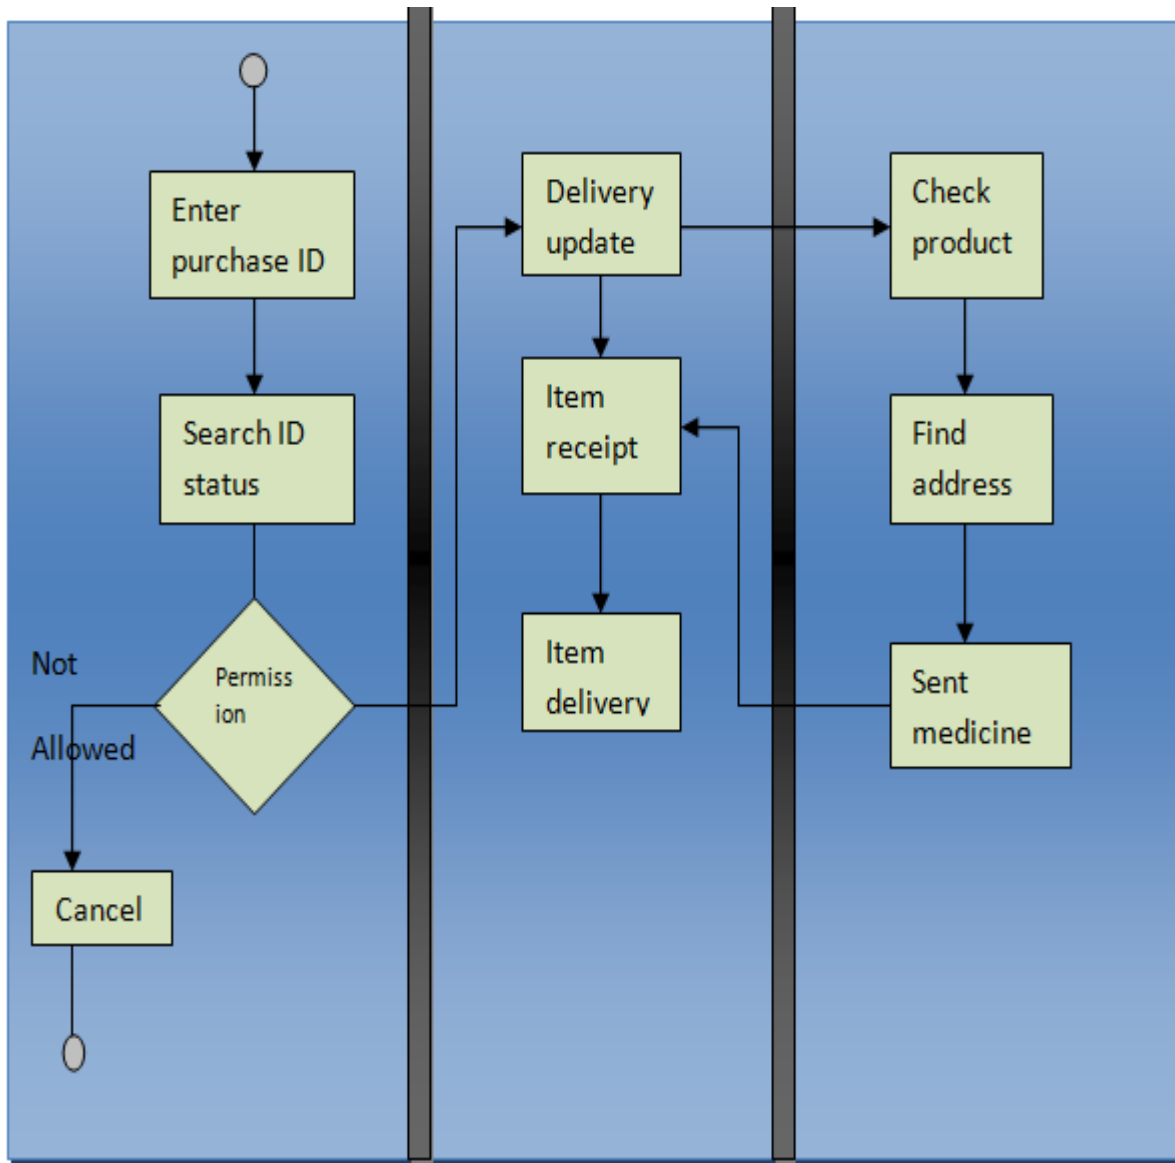 Enter
purchase ID
Search ID
status
Permiss
ion
Not
Allowed
Cancel
Delivery
update
Item
receipt
Item
delivery
Check
product
Find
address
Sent
medicine